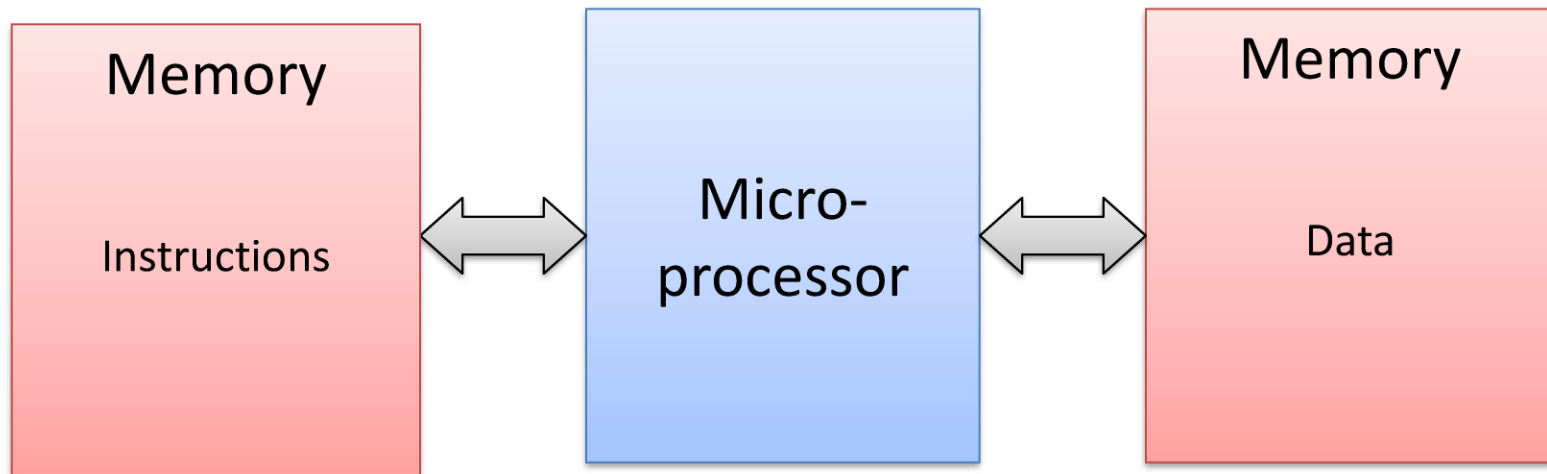 Memory
Instructions
Micro-
processor
Memory
Data